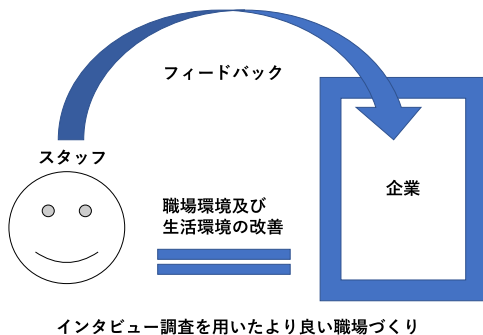 フィードバック
スタッフ
企業
職場環境及び
生活環境の改善
インタビュー調査を用いたより良い職場づくり